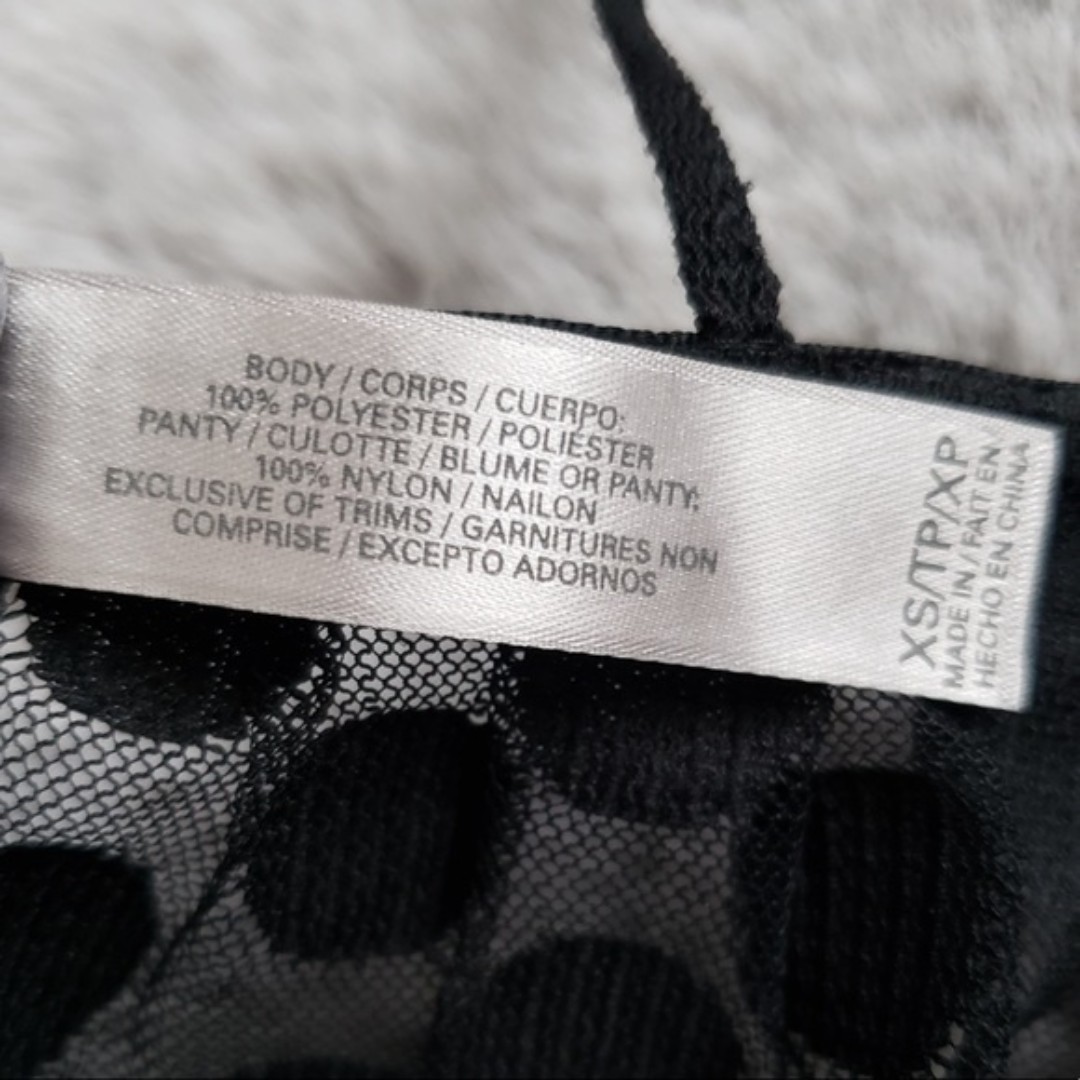 BODY / CORPS / CUERPO:
100% POLYESTER / POLIÉSTER
PANTY / CULOTTE / BLUME OR PANTY:
100% NYLON / NAILON
EXCLUSIVE OF TRIMS / GARNITURES NON
COMPRISE / EXCEPTO ADORNOS
XS/TP/XP
MADE IN / FAIT EN
HECHO EN CHINA